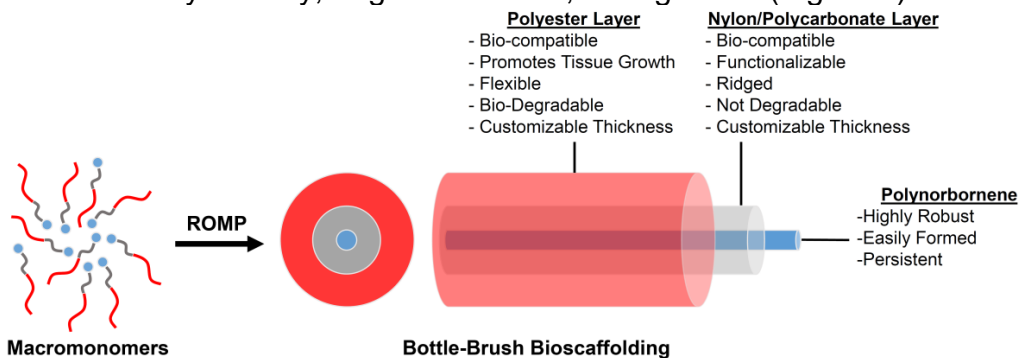 Polyester Layer
- Bio-compatible
- Promotes Tissue Growth
- Flexible
- Bio-Degradable
- Customizable Thickness
Nylon/Polycarbonate Layer
- Bio-compatible
- Functionalizable
- Ridged
- Not Degradable
- Customizable Thickness
Polynorbornene
-Highly Robust
-Easily Formed
-Persistent
ROMP
Macromonomers
Bottle-Brush Bioscaffolding